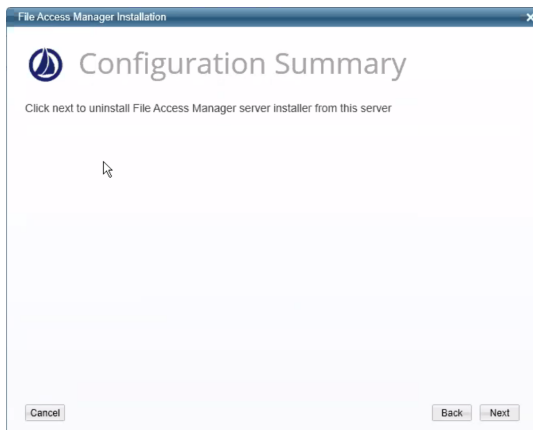 File Access Manager Installation
Configuration Summary
Click next to uninstall File Access Manager server installer from this server
Cancel
Back
Next